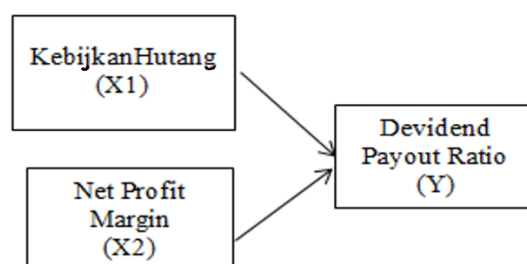 KebijkanHutang
(X1)
Devidend
Payout Ratio
(Y)
Net Profit
Margin
(X2)